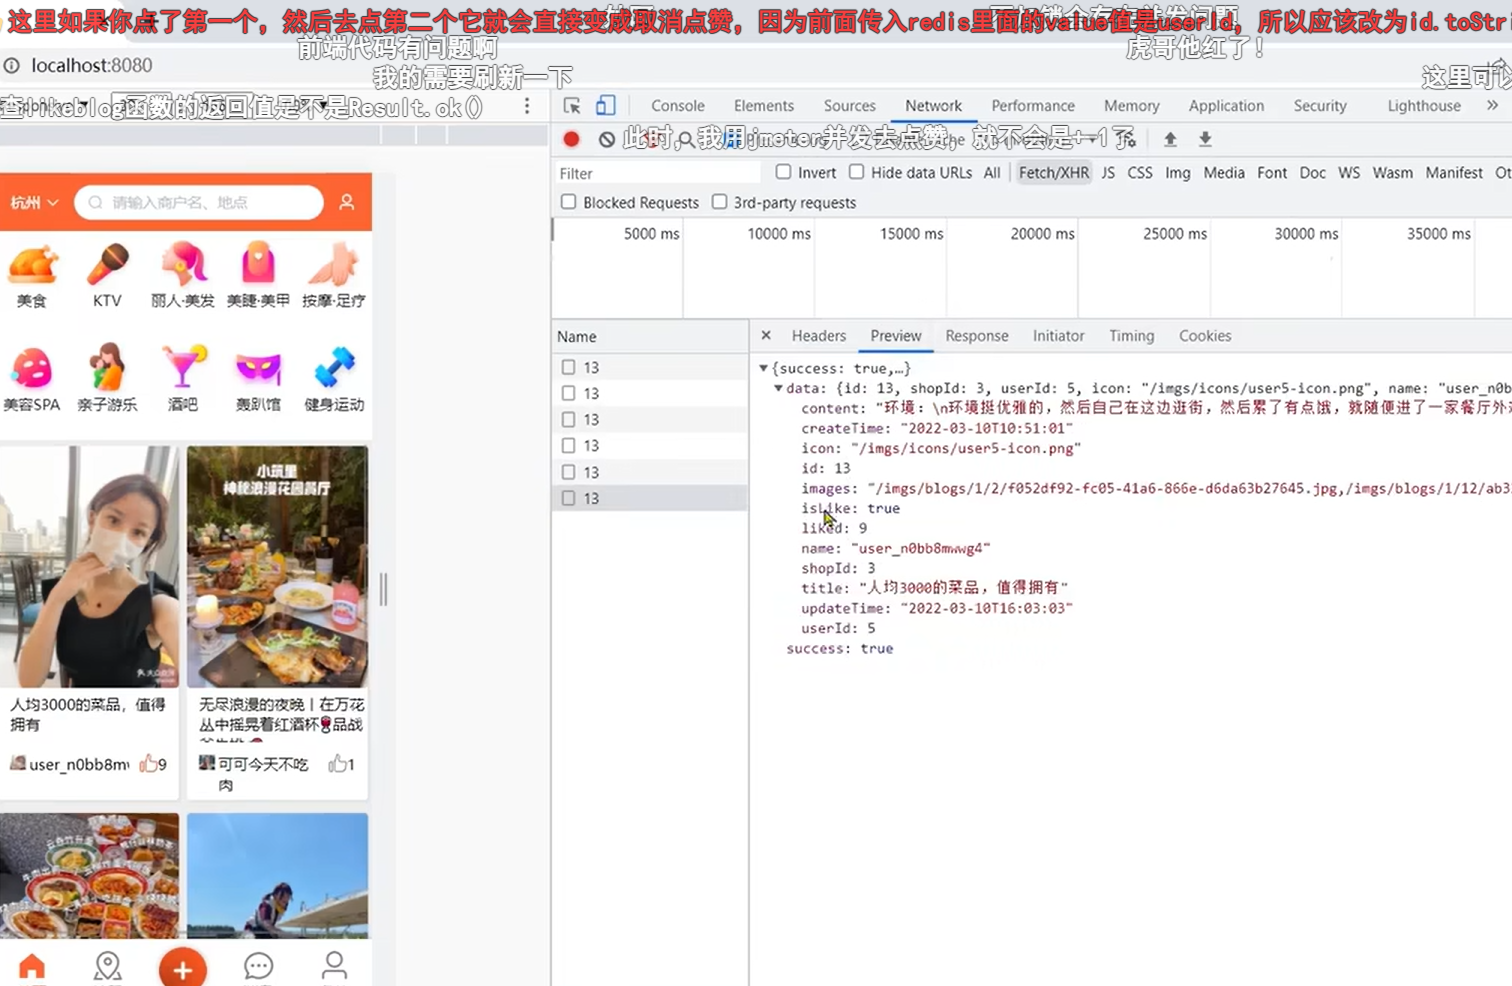 这里如果你点了第一个，然后去点第二个它就会直接变成取消点赞，因为前面传入redis里面的value值是userId，所以应该改为id.toStri
前端代码有问题啊
虎哥他红了！
localhost:8080
我的需要刷新一下
这里可以
查likeblog函数的返回值是不是Result.ok()
Console Elements Sources Network Performance Memory Application Security Lighthouse
此时，我用jmeter并发去点赞，就不会是+-1了
Filter
Invert
Hide data URLs
All Fetch/XHR JS CSS Img Media Font Doc WS Wasm Manifest Ot
Blocked Requests
3rd-party requests
5000 ms 10000 ms 15000 ms 20000 ms 25000 ms 30000 ms 35000 ms
杭州
请输入商户名、地点
美食 KTV 丽人·美发 美睫·美甲 按摩·足疗
美容SPA 亲子游乐 酒吧 轰趴馆 健身运动
小筑里
神秘浪漫花园餐厅
人均3000的菜品，值得
拥有
user_n0bb8m
9
无尽浪漫的夜晚丨在万花
丛中摇晃着红酒杯🍷品战
可可今天不吃
肉
1
Name
13
13
13
13
13
13
Headers Preview Response Initiator Timing Cookies
{success: true,…}
data: {id: 13, shopId: 3, userId: 5, icon: "/imgs/icons/user5-icon.png", name: "user_n0b
content: "环境：\n环境挺优雅的，然后自己在这边逛街，然后累了有点饿，就随便进了一家餐厅外
createTime: "2022-03-10T10:51:01"
icon: "/imgs/icons/user5-icon.png"
id: 13
images: "/imgs/blogs/1/2/f052df92-fc05-41a6-866e-d6da63b27645.jpg,/imgs/blogs/1/12/ab3
isLike: true
liked: 9
name: "user_n0bb8mwwg4"
shopId: 3
title: "人均3000的菜品，值得拥有"
updateTime: "2022-03-10T16:03:03"
userId: 5
success: true